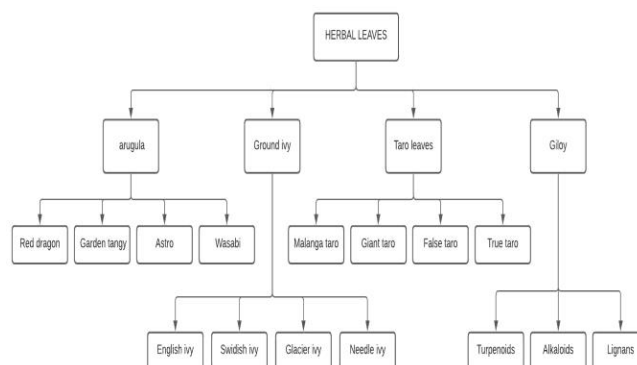 HERBAL LEAVES
arugula
Ground ivy
Taro leaves
Giloy
Red dragon
Garden tangy
Astro
Wasabi
Malanga taro
Giant taro
False taro
True taro
English ivy
Swidish ivy
Glacier ivy
Needle ivy
Turpenoids
Alkaloids
Lignans